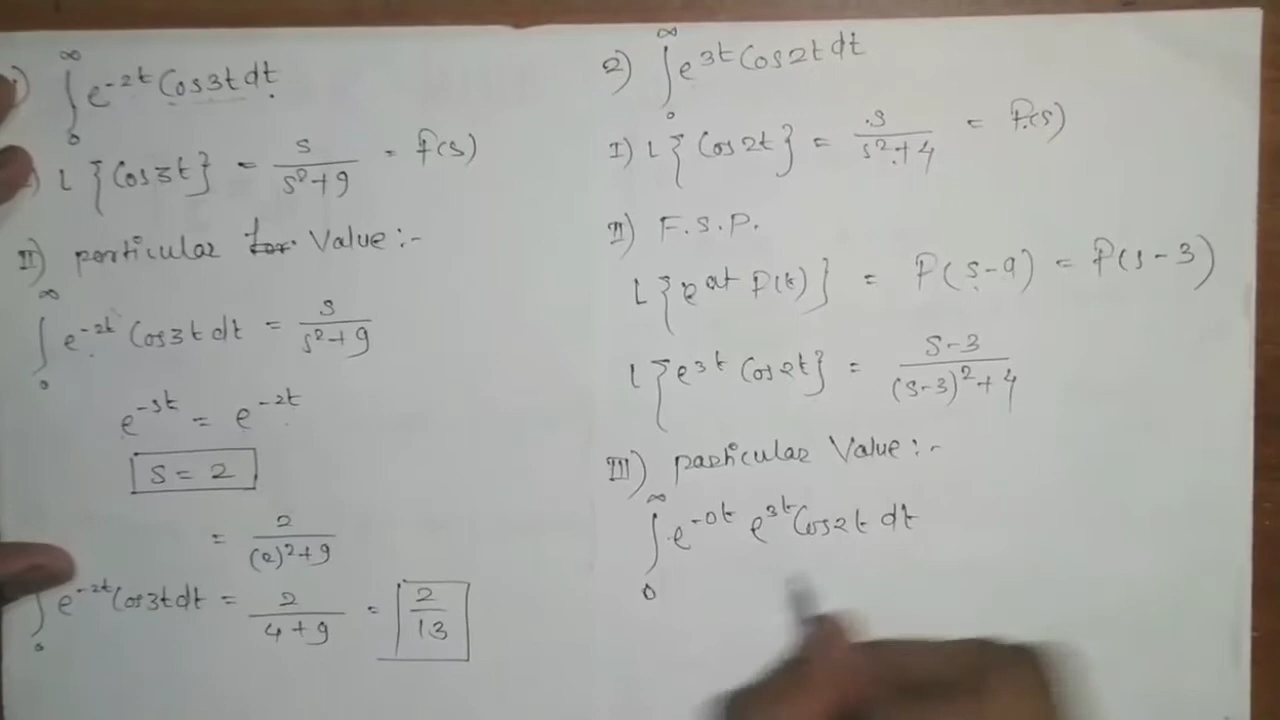 1) ∫₀^∞ e^-2t Cos3t dt
I) L{Cos3t} = s/(s²+9) = f(s)
II) particular for Value:-
∫₀^∞ e^-2t Cos3t dt = s/(s²+9)
e^-st = e^-2t
S = 2
= 2/((2)²+9)
∫₀ e^-2t Cos3t dt = 2/(4+9) = 2/13
2) ∫₀^∞ e^3t Cos2t dt
I) L{Cos2t} = s/(s²+4) = f(s)
II) F.S.P.
L{e^at f(t)} = f(s-a) = f(s-3)
L{e^3t Cos2t} = (S-3)/((s-3)²+4)
III) particular Value:-
∫₀^∞ e^-0t e^3t Cos2t dt